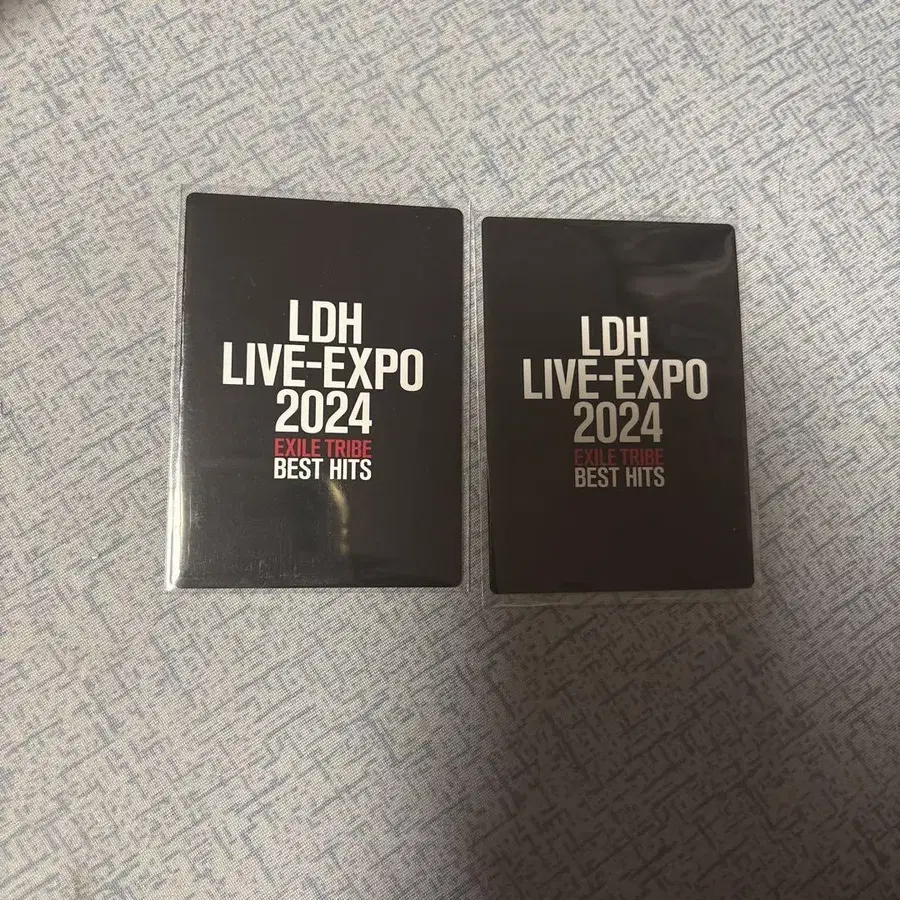 LDH
LIVE-EXPO
2024
EXILE TRIBE
BEST HITS
LDH
LIVE-EXPO
2024
EXILE TRIBE
BEST HITS